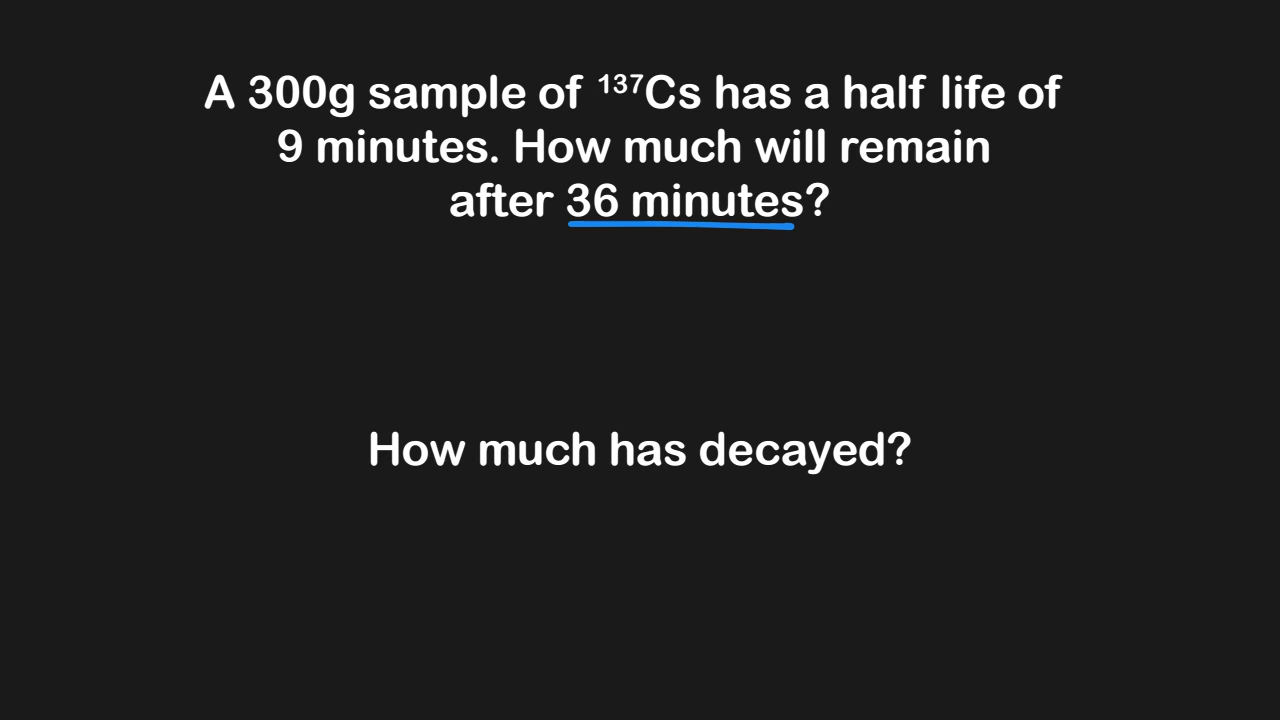 A 300g sample of ¹³⁷Cs has a half life of
9 minutes. How much will remain
after 36 minutes?
How much has decayed?